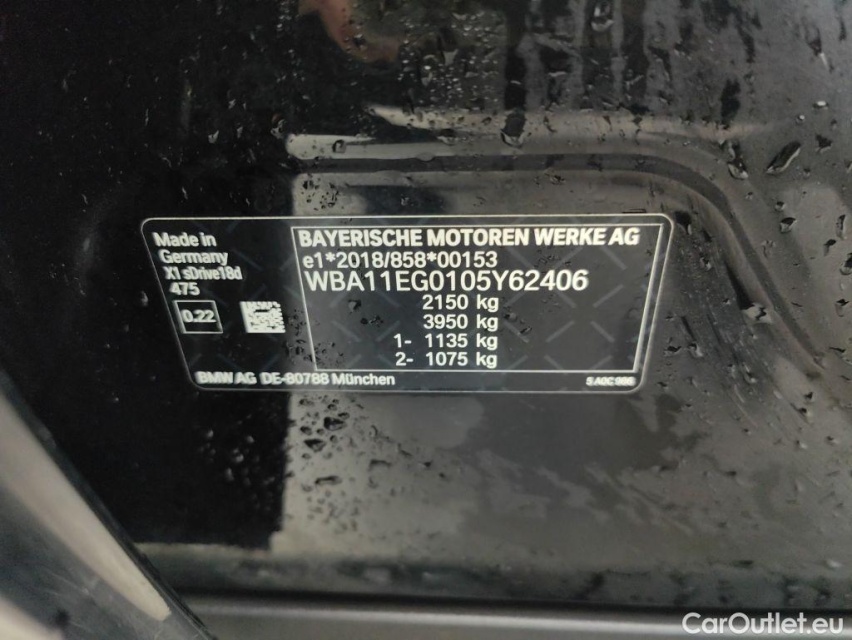 Made in
Germany
X1 sDrive18d
475
0.22
BAYERISCHE MOTOREN WERKE AG
e1*2018/858*00153
WBA11EG0105Y62406
2150 kg
3950 kg
1- 1135 kg
2- 1075 kg
BMW AG DE-80788 München
CarOutlet.eu